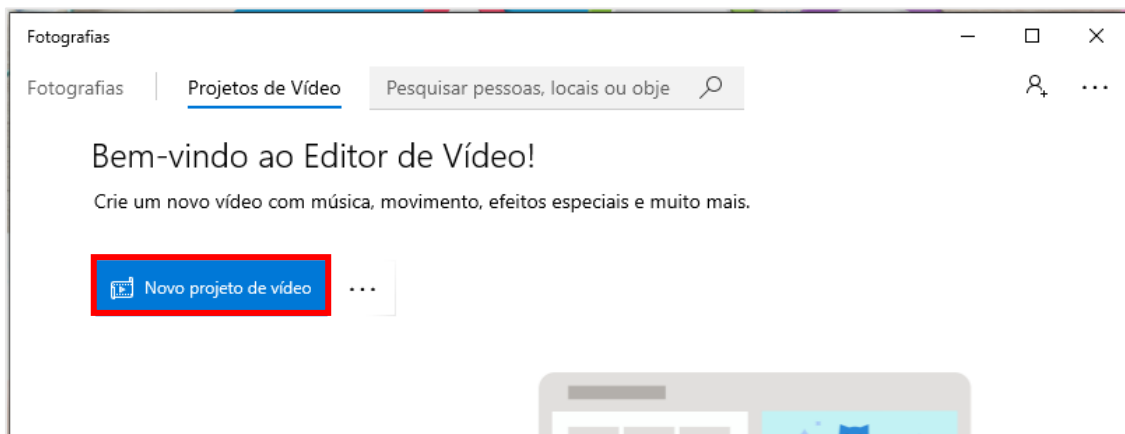 Fotografias
Fotografias Projetos de Vídeo Pesquisar pessoas, locais ou obje
Bem-vindo ao Editor de Vídeo!
Crie um novo vídeo com música, movimento, efeitos especiais e muito mais.
Novo projeto de vídeo